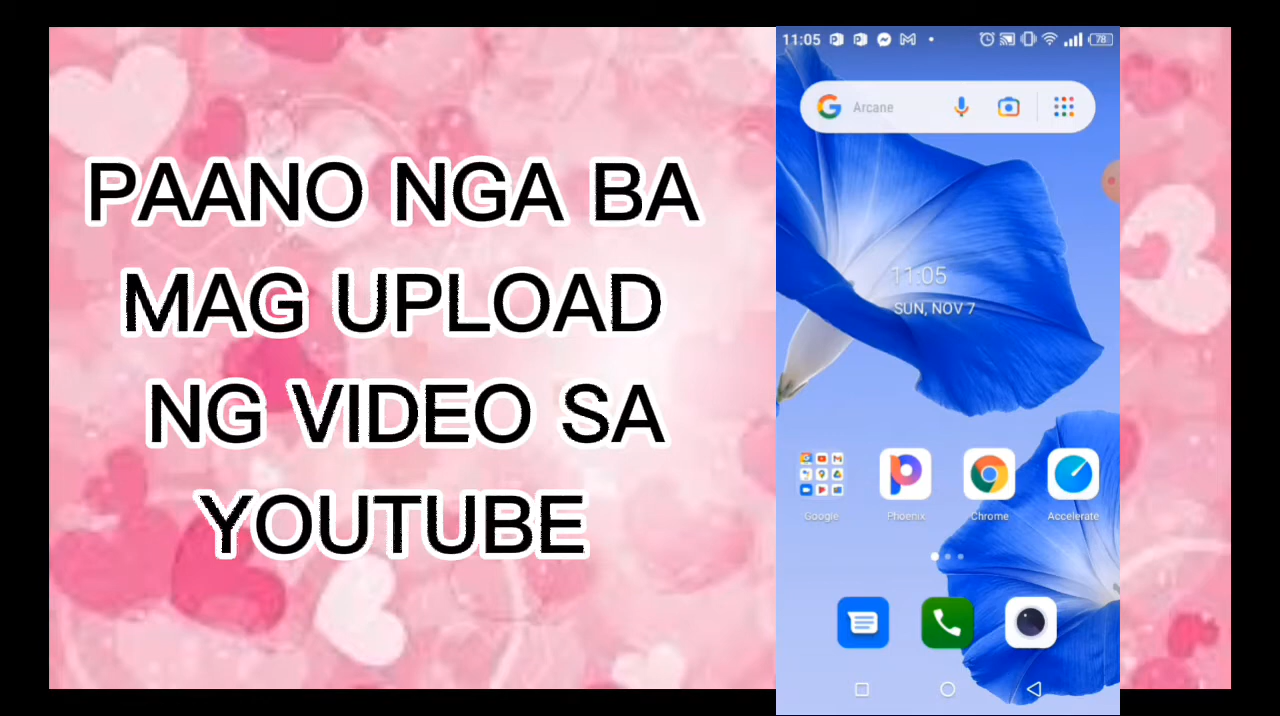 PAANO NGA BA
MAG UPLOAD
NG VIDEO SA
YOUTUBE
11:05
78
Arcane
11:05
SUN, NOV 7
Google
Phoenix
Chrome
Accelerate